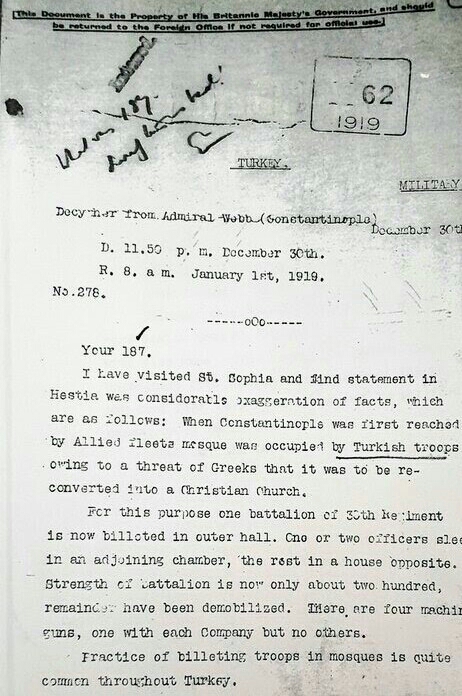 This Document is the Property of His Britannic Majesty's Government, and should
be returned to the Foreign Office if not required for official use.
187.
62
1919
TURKEY.
MILITARY
Decypher from Admiral Webb (Constantinople)
December 30th
D. 11.50 p. m. December 30th.
R. 8. a m. January 1st, 1919.
No.278.
-----oOo-----
Your 187.
I have visited St. Sophia and find statement in
Hestia was considerable exaggeration of facts, which
are as follows: When Constantinople was first reached
by Allied fleets mosque was occupied by Turkish troops
owing to a threat of Greeks that it was to be re-
converted into a Christian Church.
For this purpose one battalion of Regiment
is now billeted in outer hall. One or two officers slee
in an adjoining chamber, the rest in a house opposite.
Strength of battalion is now only about two hundred,
remainder have been demobilized. There are four machin
guns, one with each Company but no others.
Practice of billeting troops in mosques is quite
common throughout Turkey.